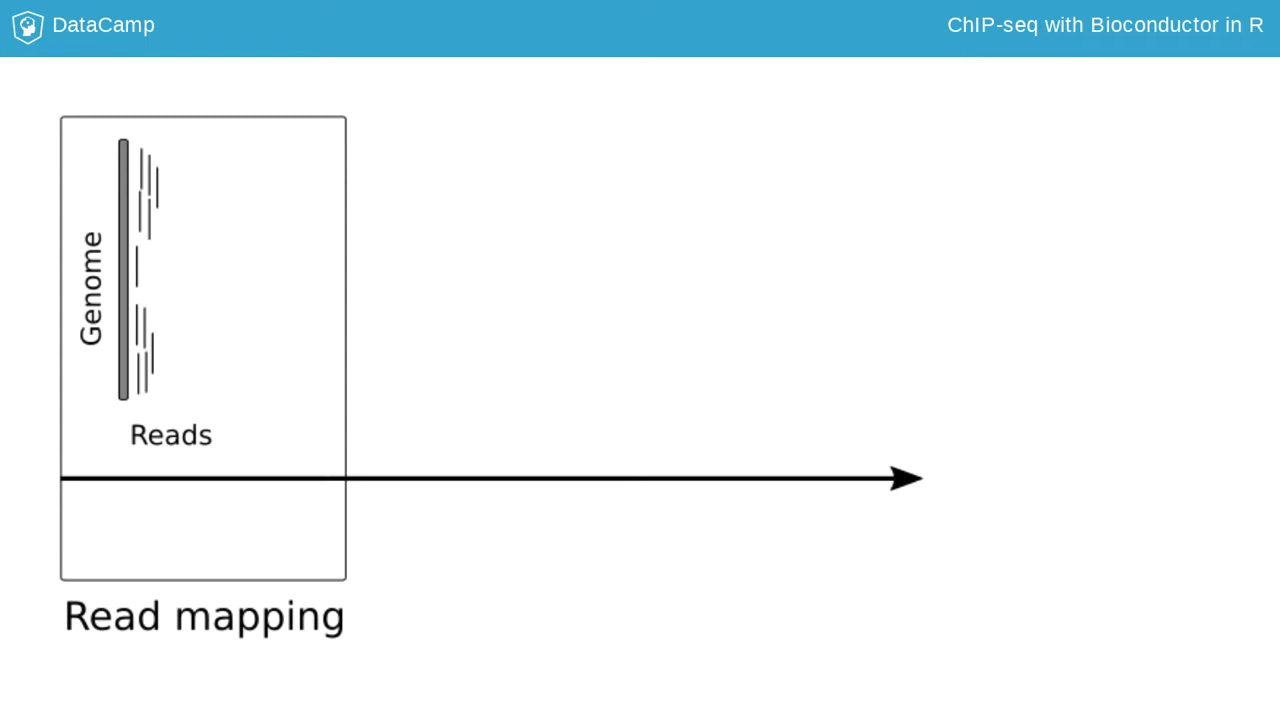 DataCamp
ChIP-seq with Bioconductor in R
Genome
Reads
Read mapping